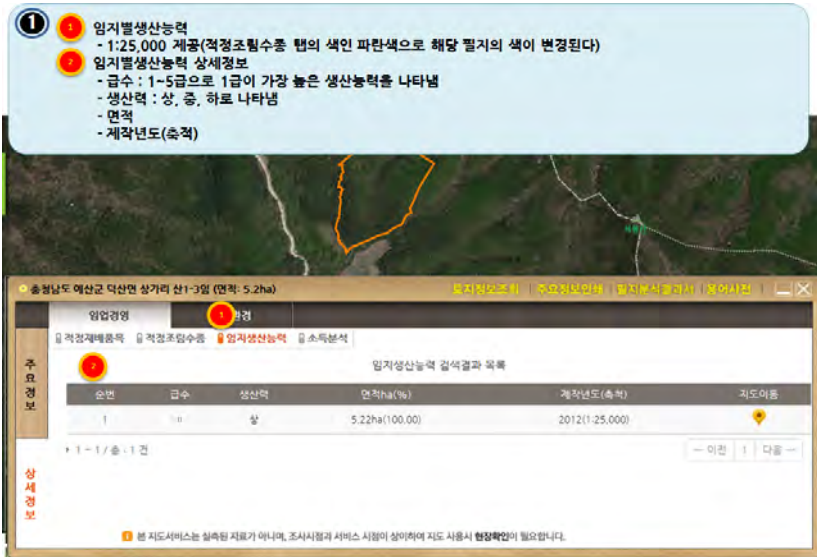 1
1 임지별생산능력
- 1:25,000 제공(적정조림수종 탭의 색인 파란색으로 해당 필지의 색이 변경된다)
2 임지별생산능력 상세정보
- 급수 : 1~5급으로 1급이 가장 높은 생산능력을 나타냄
- 생산력 : 상, 중, 하로 나타냄
- 면적
- 제작년도(축적)
충청남도 예산군 덕산면 상가리 산1-3임 (면적: 5.2ha)
토지정보조회 | 주요정보인쇄 | 필지분석결과서 | 용어사전
임업경영 1 환경
적정재배품목 적정조림수종 임지생산능력 소득분석
주요정보
2
임지생산능력 검색결과 목록
순번 급수 생산력 면적ha(%) 제작년도(축척) 지도이동
1 상 5.22ha(100.00) 2012(1:25,000)
1 - 1 / 총 : 1 건
이전 1 다음
상세정보
본 지도서비스는 실측된 자료가 아니며, 조사시점과 서비스 시점이 상이하여 지도 사용시 현장확인이 필요합니다.